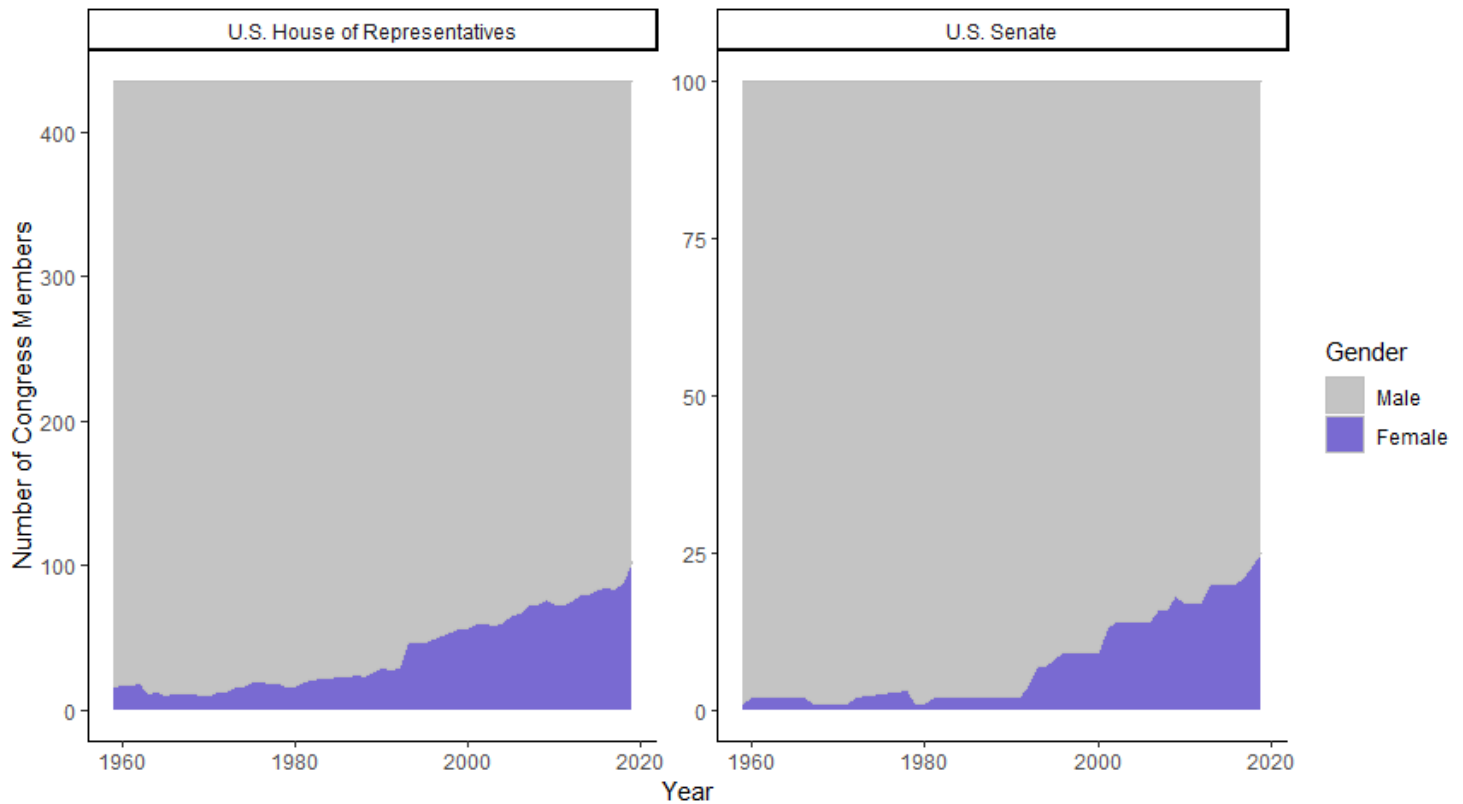 U.S. House of Representatives
U.S. Senate
Number of Congress Members
400
300
200
100
0
1960
1980
2000
2020
100
75
50
25
0
1960
1980
2000
2020
Year
Gender
Male
Female